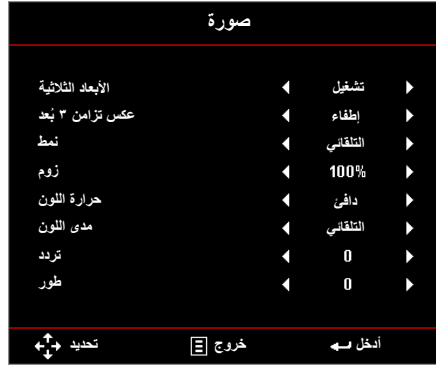 صورة
الأبعاد الثلاثية تشغيل
عكس تزامن ٣ بُعد إطفاء
نمط التلقائي
زوم 100%
حرارة اللون دافئ
مدى اللون التلقائي
تردد 0
طور 0
تحديد خروج أدخل